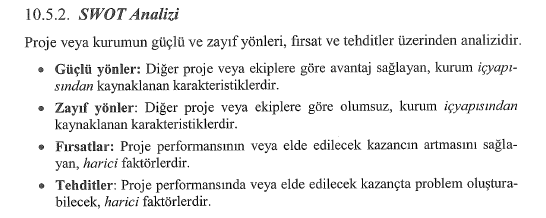 10.5.2. SWOT Analizi
Proje veya kurumun güçlü ve zayıf yönleri, fırsat ve tehditler üzerinden analizidir.
• Güçlü yönler: Diğer proje veya ekiplere göre avantaj sağlayan, kurum içyapı-
sından kaynaklanan karakteristiklerdir.
• Zayıf yönler: Diğer proje veya ekiplere göre olumsuz, kurum içyapısından
kaynaklanan karakteristiklerdir.
• Fırsatlar: Proje performansının veya elde edilecek kazancın artmasını sağla-
yan, harici faktörlerdir.
• Tehditler: Proje performansında veya elde edilecek kazançta problem oluştura-
bilecek, harici faktörlerdir.